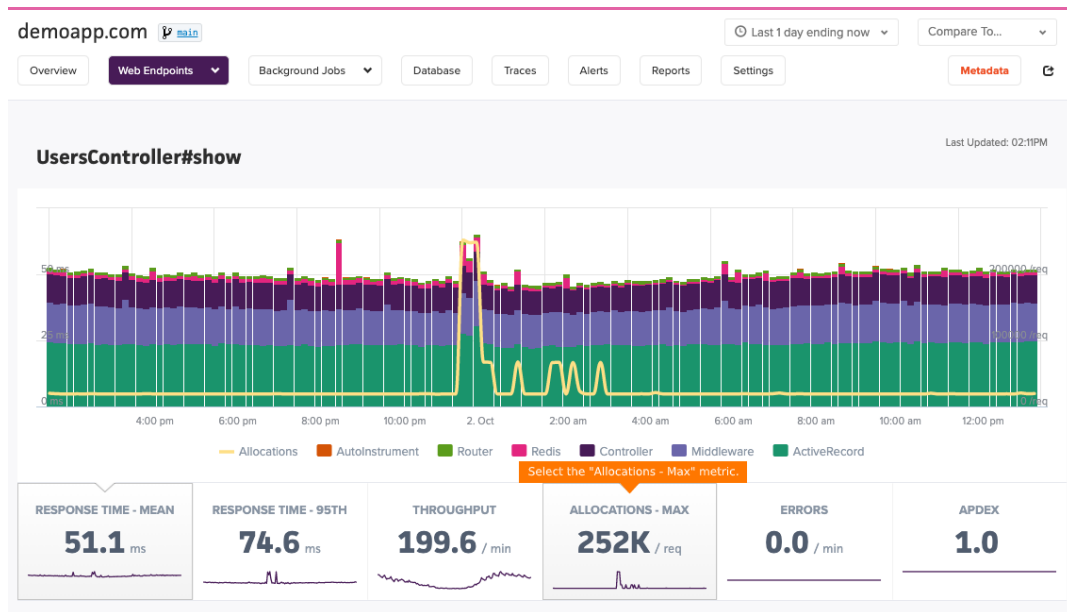 demoapp.com main
Last 1 day ending now
Compare To...
Overview
Web Endpoints
Background Jobs
Database
Traces
Alerts
Reports
Settings
Metadata
Last Updated: 02:11PM
UsersController#show
50 ms
200000 /req
25 ms
100000 /req
0 ms
0 /req
4:00 pm
6:00 pm
8:00 pm
10:00 pm
2. Oct
2:00 am
4:00 am
6:00 am
8:00 am
10:00 am
12:00 pm
Allocations
AutoInstrument
Router
Redis
Controller
Middleware
ActiveRecord
Select the "Allocations - Max" metric.
RESPONSE TIME - MEAN
51.1 ms
RESPONSE TIME - 95TH
74.6 ms
THROUGHPUT
199.6 / min
ALLOCATIONS - MAX
252K / req
ERRORS
0.0 / min
APDEX
1.0